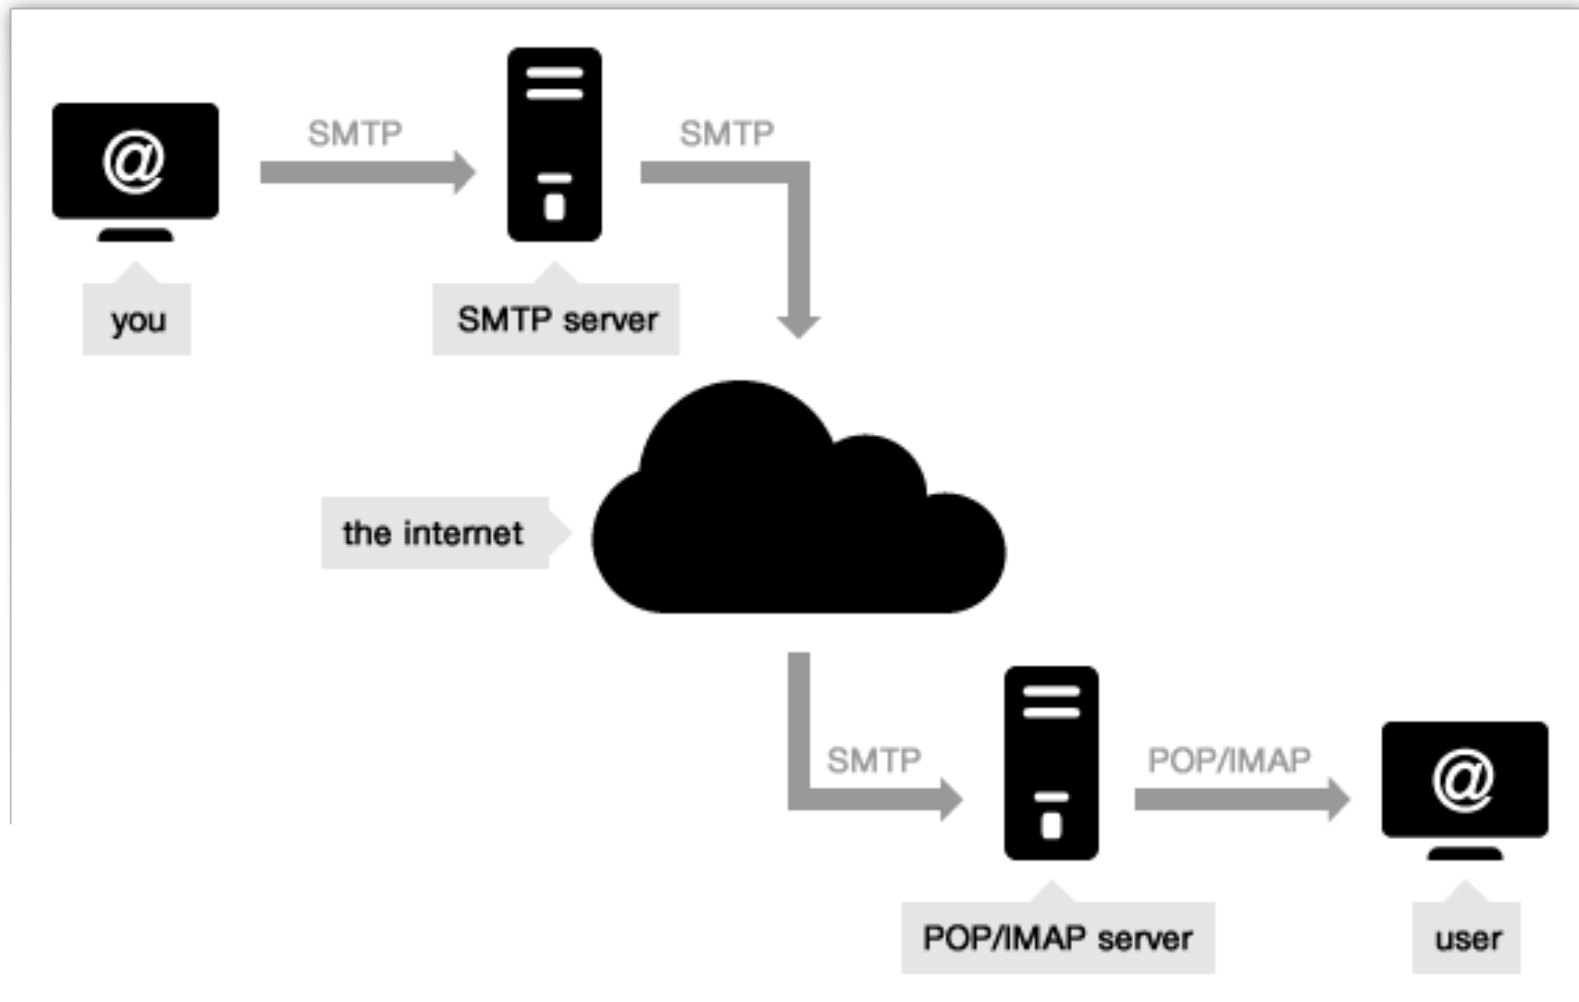 @
SMTP
SMTP
you
SMTP server
the internet
SMTP
POP/IMAP
@
POP/IMAP server
user